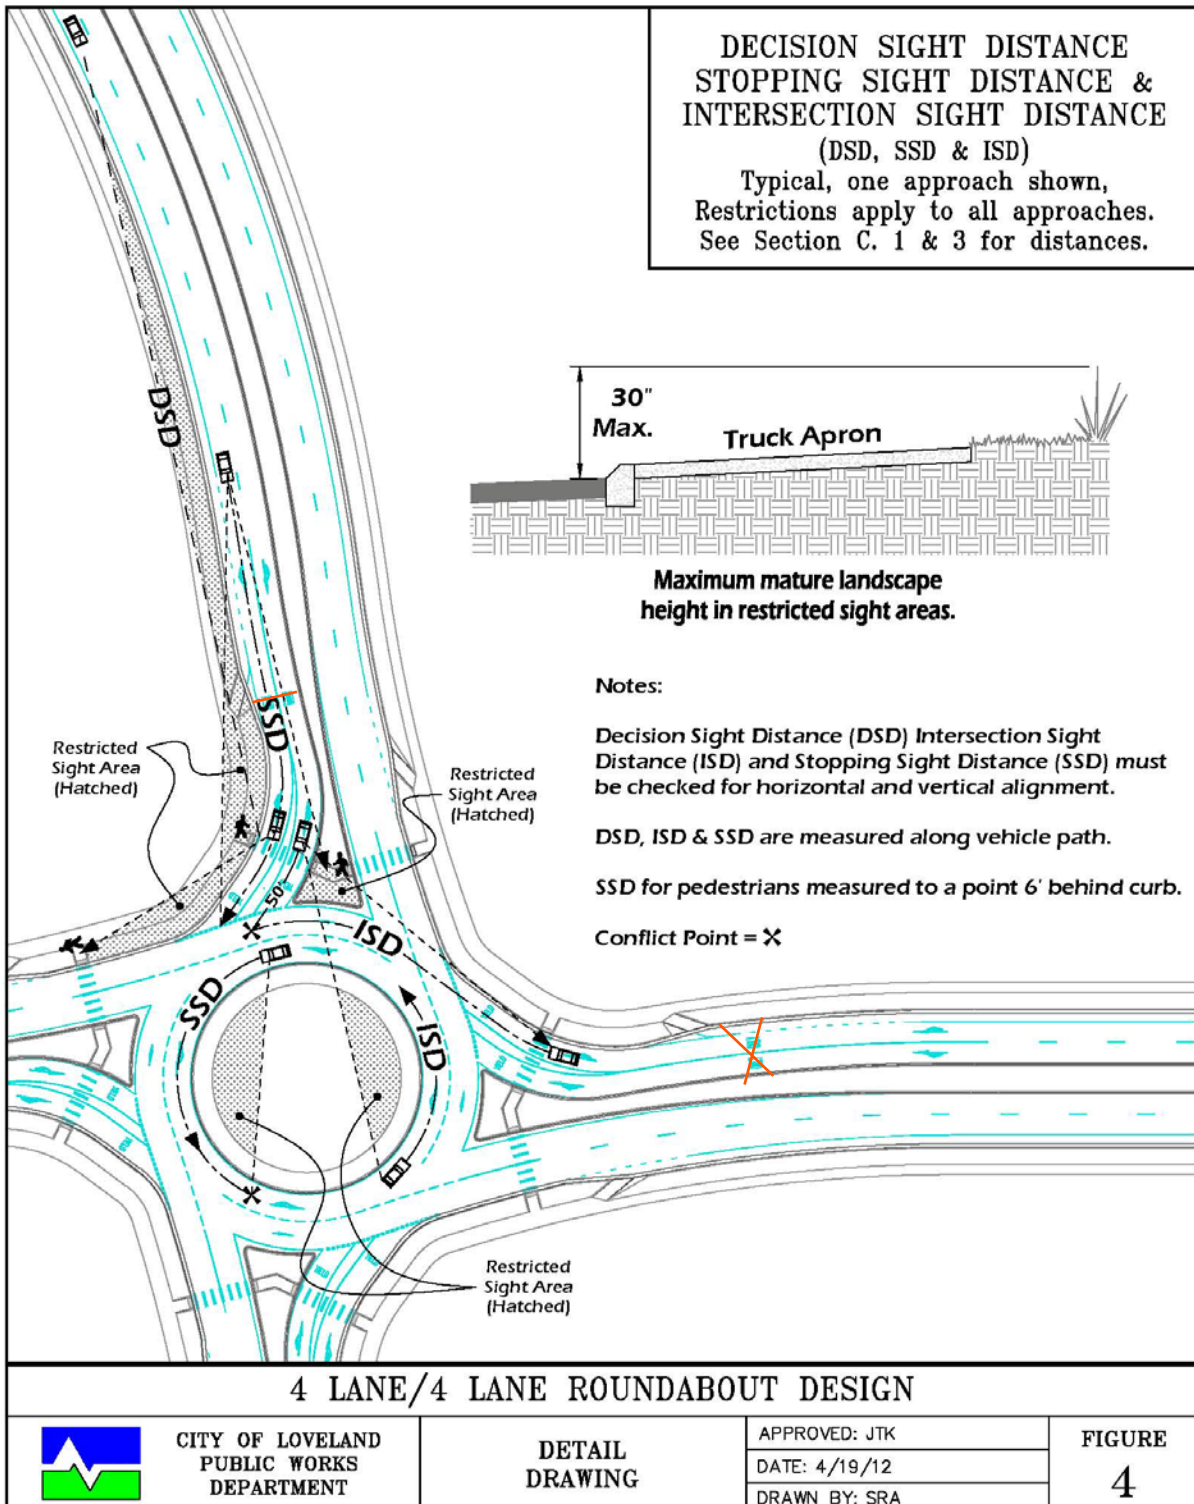 DECISION SIGHT DISTANCE
STOPPING SIGHT DISTANCE &
INTERSECTION SIGHT DISTANCE
(DSD, SSD & ISD)
Typical, one approach shown,
Restrictions apply to all approaches.
See Section C. 1 & 3 for distances.
30"
Max.
Truck Apron
Maximum mature landscape
height in restricted sight areas.
DSD
SSD
Restricted
Sight Area
(Hatched)
Restricted
Sight Area
(Hatched)
50'
ISD
SSD
ISD
Restricted
Sight Area
(Hatched)
Notes:
Decision Sight Distance (DSD) Intersection Sight
Distance (ISD) and Stopping Sight Distance (SSD) must
be checked for horizontal and vertical alignment.
DSD, ISD & SSD are measured along vehicle path.
SSD for pedestrians measured to a point 6' behind curb.
Conflict Point =
4 LANE/4 LANE ROUNDABOUT DESIGN
CITY OF LOVELAND
PUBLIC WORKS
DEPARTMENT
DETAIL
DRAWING
APPROVED: JTK
DATE: 4/19/12
DRAWN BY: SRA
FIGURE
4